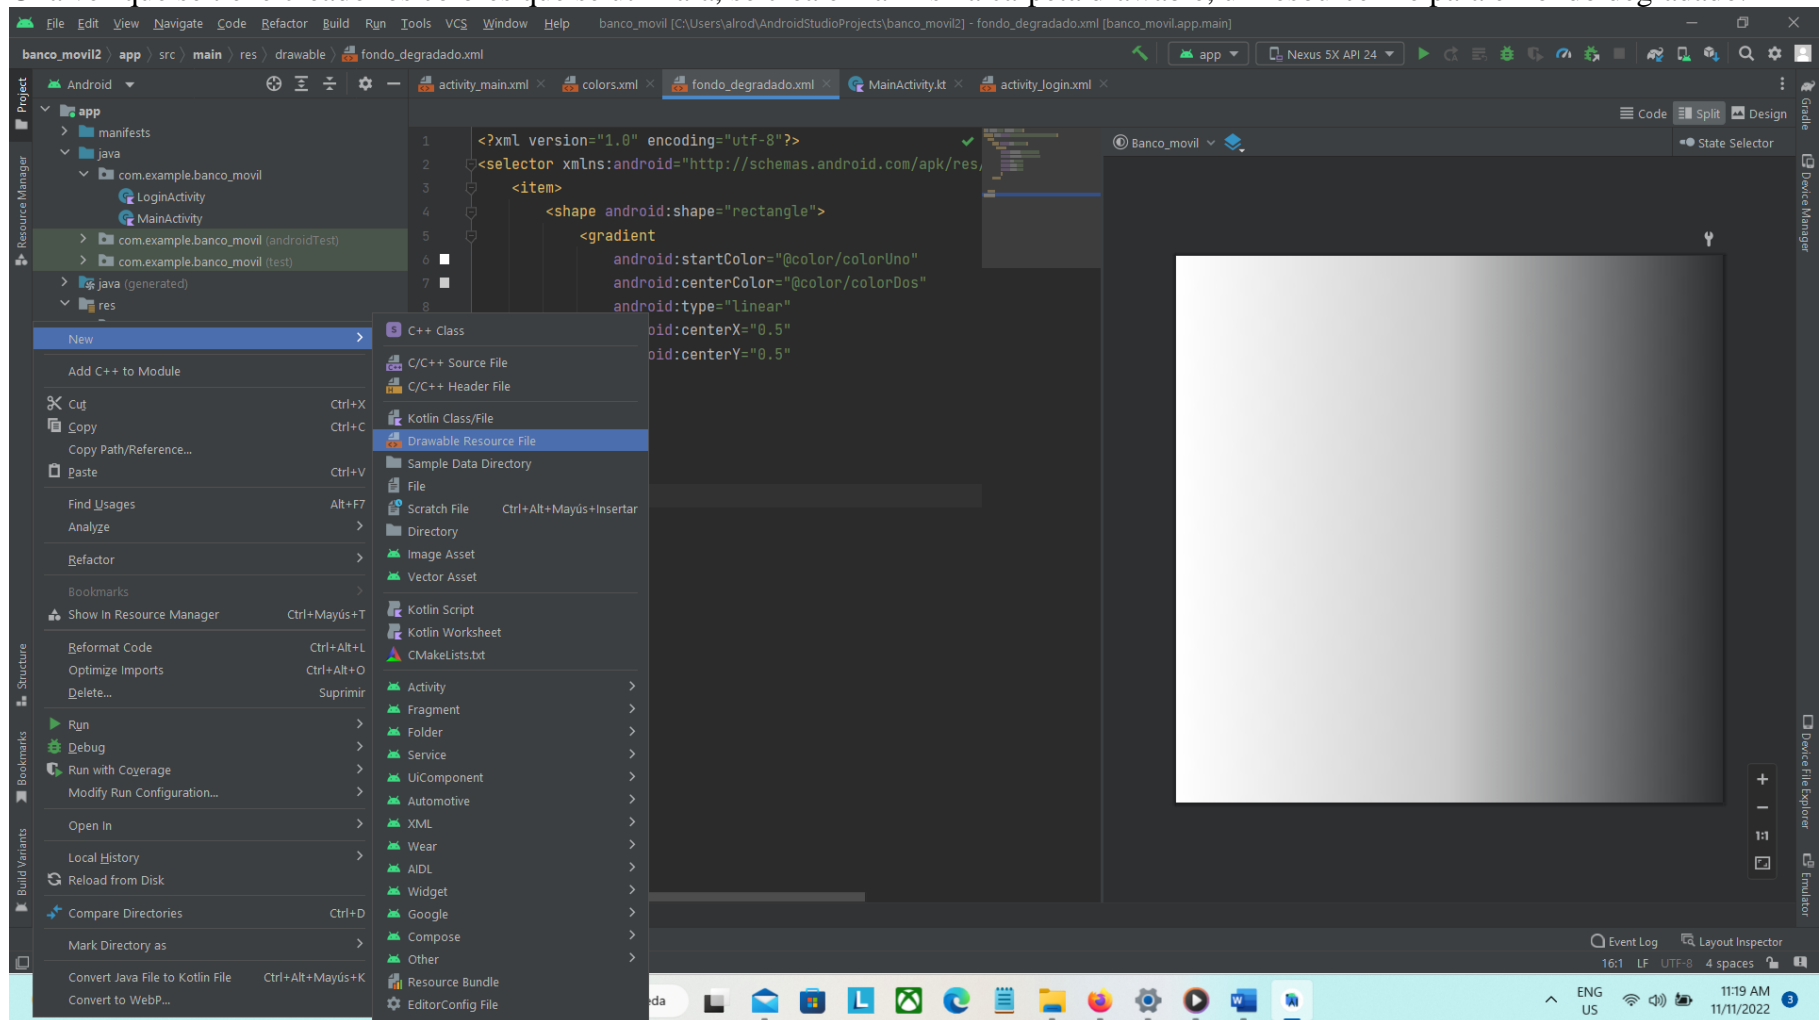 File Edit View Navigate Code Refactor Build Run Tools VCS Window Help banco_movil [C:\Users\alrod\AndroidStudioProjects\banco_movil2] - fondo_degradado.xml [banco_movil.app.main]
banco_movil2 app src main res drawable fondo_degradado.xml
app Nexus 5X API 24
Android
activity_main.xml colors.xml fondo_degradado.xml MainActivity.kt activity_login.xml
Code Split Design
Banco_movil State Selector
Project
Resource Manager
Structure
Bookmarks
Build Variants
Gradle
Device Manager
Device File Explorer
Emulator
app
manifests
java
com.example.banco_movil
LoginActivity
MainActivity
com.example.banco_movil (androidTest)
com.example.banco_movil (test)
java (generated)
res
1 <?xml version="1.0" encoding="utf-8"?>
2 <selector xmlns:android="http://schemas.android.com/apk/res/
3 <item>
4 <shape android:shape="rectangle">
5 <gradient
6 android:startColor="@color/colorUno"
7 android:centerColor="@color/colorDos"
8 android:type="linear"
oid:centerX="0.5"
oid:centerY="0.5"
New
Add C++ to Module
Cut Ctrl+X
Copy Ctrl+C
Copy Path/Reference...
Paste Ctrl+V
Find Usages Alt+F7
Analyze
Refactor
Bookmarks
Show In Resource Manager Ctrl+Mayús+T
Reformat Code Ctrl+Alt+L
Optimize Imports Ctrl+Alt+O
Delete... Suprimir
Run
Debug
Run with Coverage
Modify Run Configuration...
Open In
Local History
Reload from Disk
Compare Directories Ctrl+D
Mark Directory as
Convert Java File to Kotlin File Ctrl+Alt+Mayús+K
Convert to WebP...
C++ Class
C/C++ Source File
C/C++ Header File
Kotlin Class/File
Drawable Resource File
Sample Data Directory
File
Scratch File Ctrl+Alt+Mayús+Insertar
Directory
Image Asset
Vector Asset
Kotlin Script
Kotlin Worksheet
CMakeLists.txt
Activity
Fragment
Folder
Service
UiComponent
Automotive
XML
Wear
AIDL
Widget
Google
Compose
Other
Resource Bundle
EditorConfig File
1:1
Event Log Layout Inspector
16:1 LF UTF-8 4 spaces
eda
ENG
US
11:19 AM
11/11/2022
3